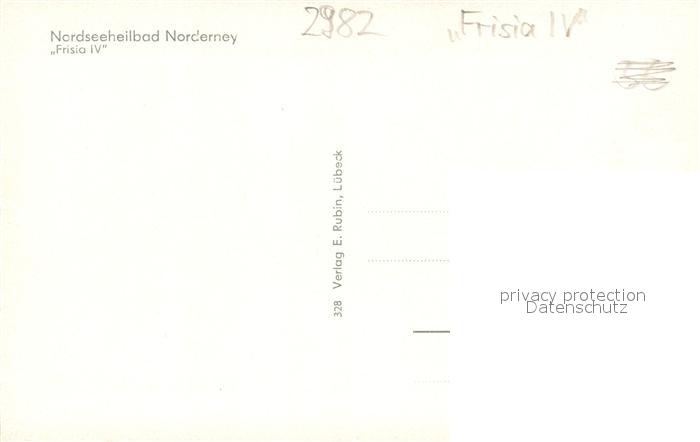 2982
„Frisia IV"
Nordseeheilbad Norderney
„Frisia IV"
328 Verlag E. Rubin, Lübeck
privacy protection
Datenschutz